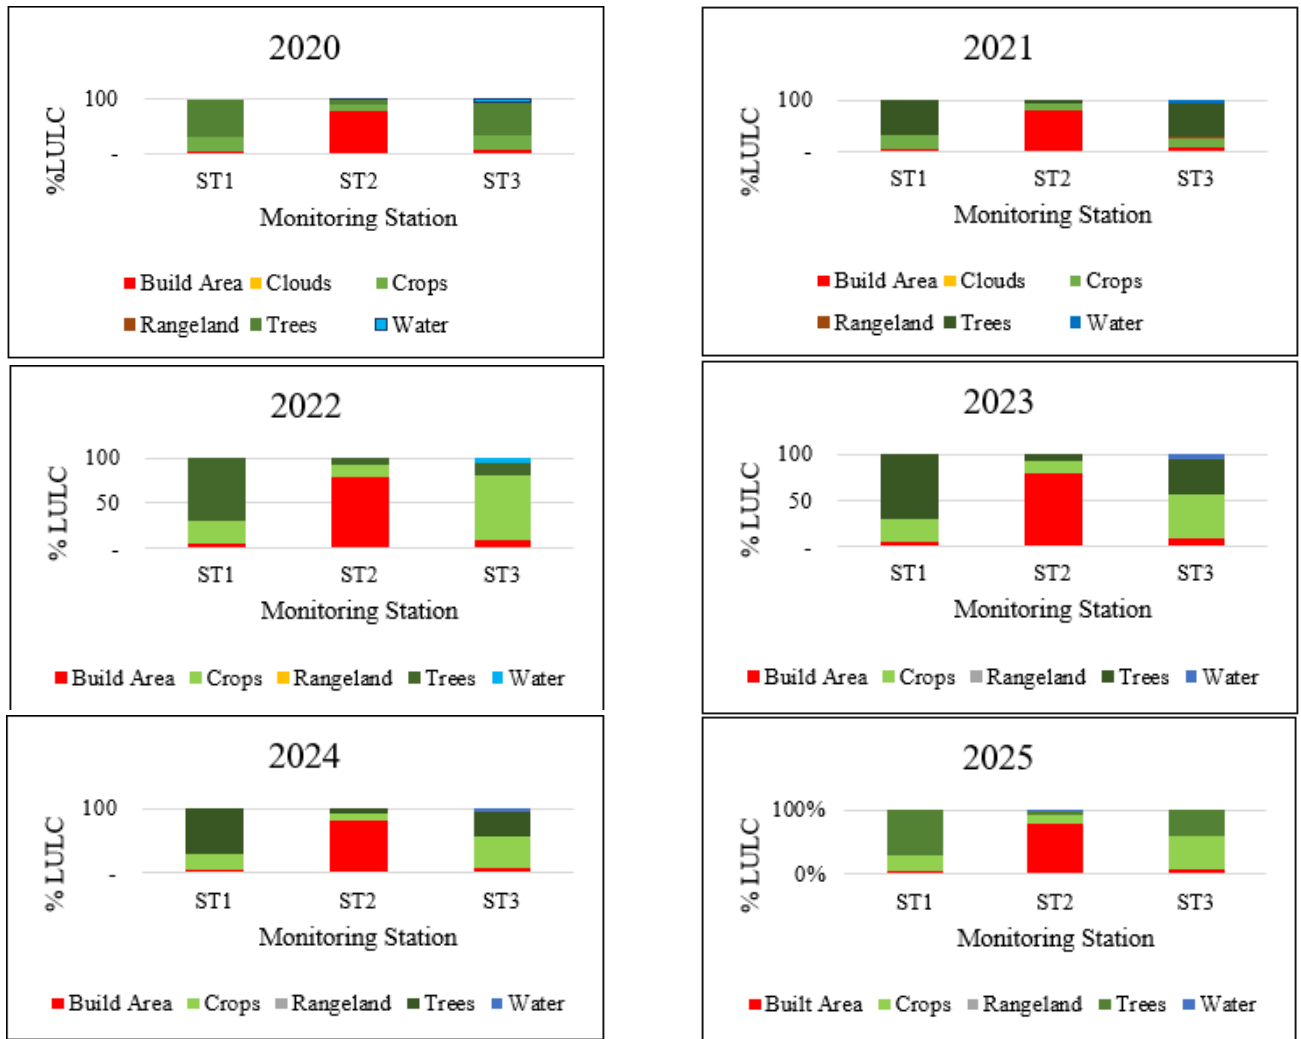 2020
100
-
%LULC
ST1 ST2 ST3
Monitoring Station
Build Area Clouds Crops
Rangeland Trees Water
2021
100
-
%LULC
ST1 ST2 ST3
Monitoring Station
Build Area Clouds Crops
Rangeland Trees Water
2022
100
50
-
% LULC
ST1 ST2 ST3
Monitoring Station
Build Area Crops Rangeland Trees Water
2023
100
50
-
% LULC
ST1 ST2 ST3
Monitoring Station
Build Area Crops Rangeland Trees Water
2024
100
-
% LULC
ST1 ST2 ST3
Monitoring Station
Build Area Crops Rangeland Trees Water
2025
100%
0%
% LULC
ST1 ST2 ST3
Monitoring Station
Built Area Crops Rangeland Trees Water